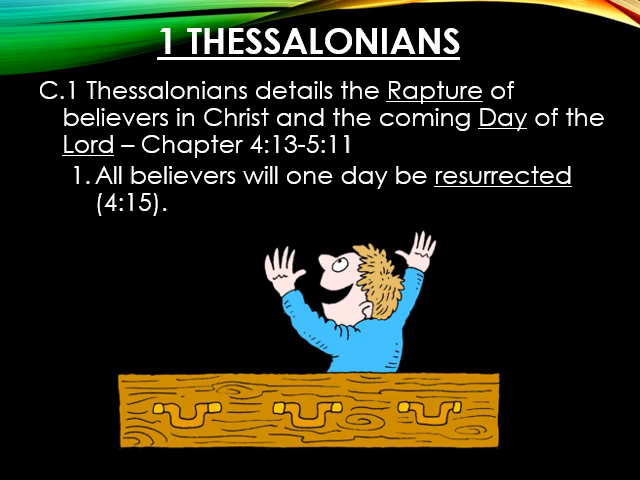 1 THESSALONIANS
C.1 Thessalonians details the Rapture of
believers in Christ and the coming Day of the
Lord – Chapter 4:13-5:11
1. All believers will one day be resurrected
(4:15).